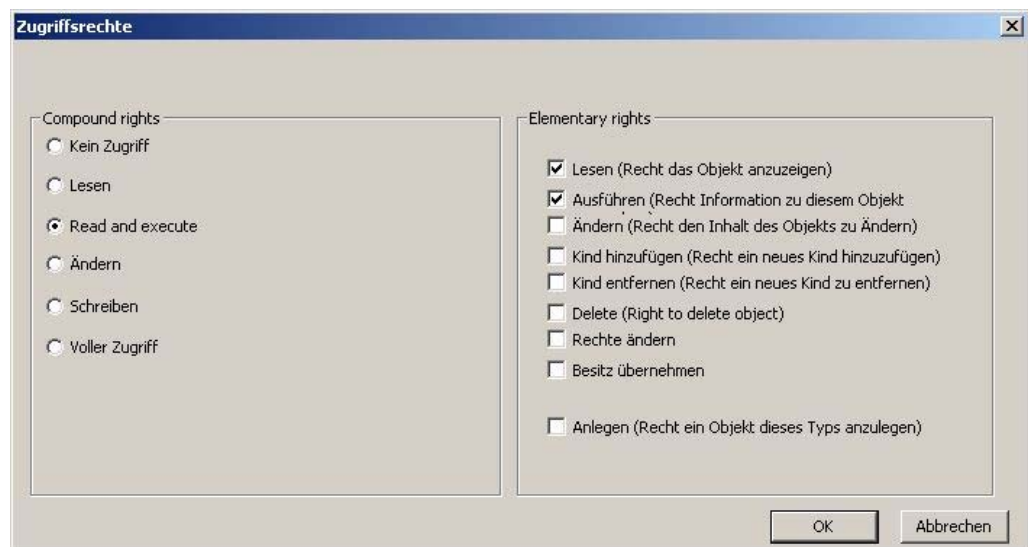 Zugriffsrechte
Compound rights
Kein Zugriff
Lesen
Read and execute
Ändern
Schreiben
Voller Zugriff
Elementary rights
Lesen (Recht das Objekt anzuzeigen)
Ausführen (Recht Information zu diesem Objekt
Ändern (Recht den Inhalt des Objekts zu Ändern)
Kind hinzufügen (Recht ein neues Kind hinzuzufügen)
Kind entfernen (Recht ein neues Kind zu entfernen)
Delete (Right to delete object)
Rechte ändern
Besitz übernehmen
Anlegen (Recht ein Objekt dieses Typs anzulegen)
OK
Abbrechen